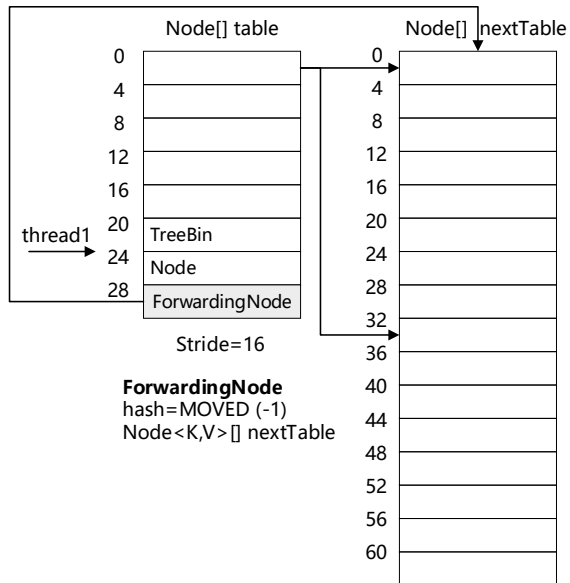 Node[] table
0
4
8
12
16
20
24
28
TreeBin
Node
ForwardingNode
thread1
Stride=16
ForwardingNode
hash=MOVED (-1)
Node<K,V>[] nextTable
Node[] nextTable
0
4
8
12
16
20
24
28
32
36
40
44
48
52
56
60